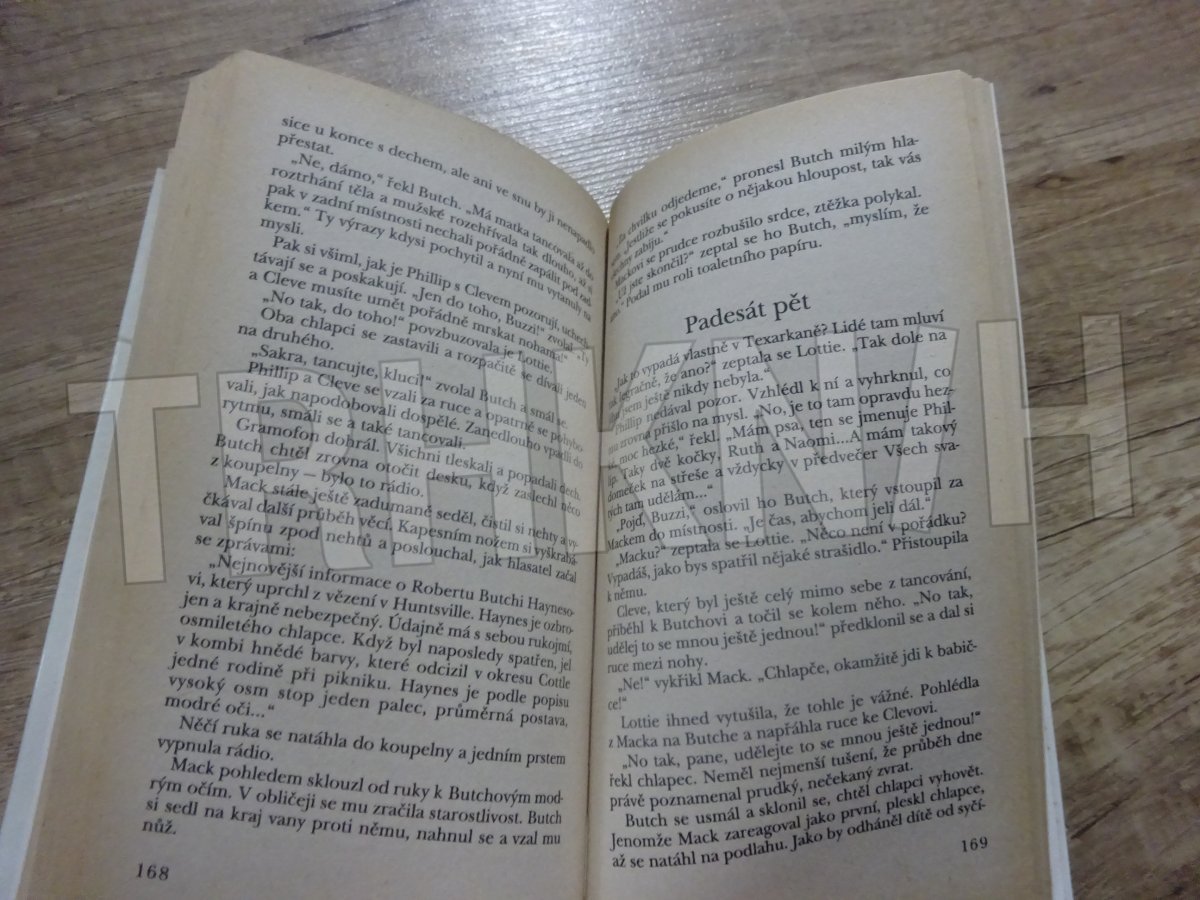 sice u konce s dechem, ale ani ve snu by ji nenapadlo
přestat.
„Ne, dámo,“ řekl Butch. „Má matka tancovala až do
roztrhání těla a mužské rozehřívala tak dlouho, až si
pak v zadní místnosti nechali pořádně zapálit pod zad-
kem.“ Ty výrazy kdysi pochytil a nyní mu vytanuly na
mysli.
Pak si všiml, jak je Phillip s Clevem pozorují, uchech-
távají se a poskakují. „Jen do toho, Buzzi!“ zvolal. „Ty
a Cleve musíte umět pořádně mrskat nohama!“
„No tak, do toho!“ povzbuzovala je Lottie.
Oba chlapci se zastavili a rozpačitě se dívali jeden
na druhého.
„Sakra, tancujte, kluci!“ zvolal Butch a smál se.
Phillip a Cleve se vzali za ruce a opatrně se pohybo-
vali, jak napodobovali dospělé. Zanedlouho vpadli do
rytmu, smáli se a také tancovali.
Gramofon dobrál. Všichni tleskali a popadali dech.
Butch chtěl zrovna otočit desku, když zaslechl něco
z koupelny – bylo to rádio.
Mack stále ještě zadumaně seděl, čistil si nehty a vy-
čkával další průběh věcí. Kapesním nožem si vyškrabá-
val špínu zpod nehtů a poslouchal, jak hlasatel začal
se zprávami:
„Nejnovější informace o Robertu Butchi Hayneso-
vi, který uprchl z vězení v Huntsville. Haynes je ozbro-
jen a krajně nebezpečný. Údajně má s sebou rukojmí,
osmiletého chlapce. Když byl naposledy spatřen, jel
v kombi hnědé barvy, které odcizil v okresu Cottle
jedné rodině při pikniku. Haynes je podle popisu
vysoký osm stop jeden palec, průměrná postava,
modré oči...“
Něčí ruka se natáhla do koupelny a jedním prstem
vypnula rádio.
Mack pohledem sklouzl od ruky k Butchovým mod-
rým očím. V obličeji se mu zračila starostlivost. Butch
si sedl na kraj vany proti němu, nahnul se a vzal mu
nůž.
168
chvilku odjedeme,“ pronesl Butch milým hla-
„Jestliže se pokusíte o nějakou hloupost, tak vás
zabiju.“
Mackovi se prudce rozbušilo srdce, ztěžka polykal.
„Už jste skončil?“ zeptal se ho Butch, „myslím, že
Podal mu roli toaletního papíru.
Padesát pět
„Jak to vypadá vlastně v Texarkaně? Lidé tam mluví
tak legračně, že ano?“ zeptala se Lottie. „Tak dole na
jsem ještě nikdy nebyla.“
Phillip nedával pozor. Vzhlédl k ní a vyhrknul, co
mu zrovna přišlo na mysl. „No, je to tam opravdu hez-
moc hezké,“ řekl. „Mám psa, ten se jmenuje Phil-
lip. Taky dvě kočky, Ruth a Naomi...A mám takový
domeček na střeše a vždycky v předvečer Všech sva-
tých tam udělám...“
„Pojď, Buzzi,“ oslovil ho Butch, který vstoupil za
Mackem do místnosti. „Je čas, abychom jeli dál.“
„Macku?“ zeptala se Lottie. „Něco není v pořádku?
Vypadáš, jako bys spatřil nějaké strašidlo.“ Přistoupila
k němu.
Cleve, který byl ještě celý mimo sebe z tancování,
přiběhl k Butchovi a točil se kolem něho. „No tak,
udělej to se mnou ještě jednou!“ předklonil se a dal si
ruce mezi nohy.
„Ne!“ vykřikl Mack. „Chlapče, okamžitě jdi k babič-
ce!“
Lottie ihned vytušila, že tohle je vážné. Pohlédla
z Macka na Butche a napřáhla ruce ke Clevovi.
„No tak, pane, udělejte to se mnou ještě jednou!“
řekl chlapec. Neměl nejmenší tušení, že průběh dne
právě poznamenal prudký, nečekaný zvrat.
Butch se usmál a sklonil se, chtěl chlapci vyhovět.
Jenomže Mack zareagoval jako první, pleskl chlapce,
až se natáhl na podlahu. Jako by odháněl dítě od syčí-
169
TRHKNIH